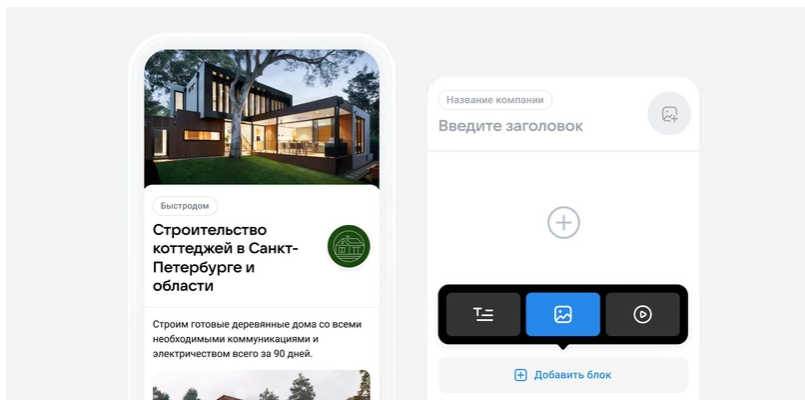 Быстродом
Строительство
коттеджей в Санкт-
Петербурге и
области
Строим готовые деревянные дома со всеми
необходимыми коммуникациями и
электричеством всего за 90 дней.
Название компании
Введите заголовок
T
Добавить блок